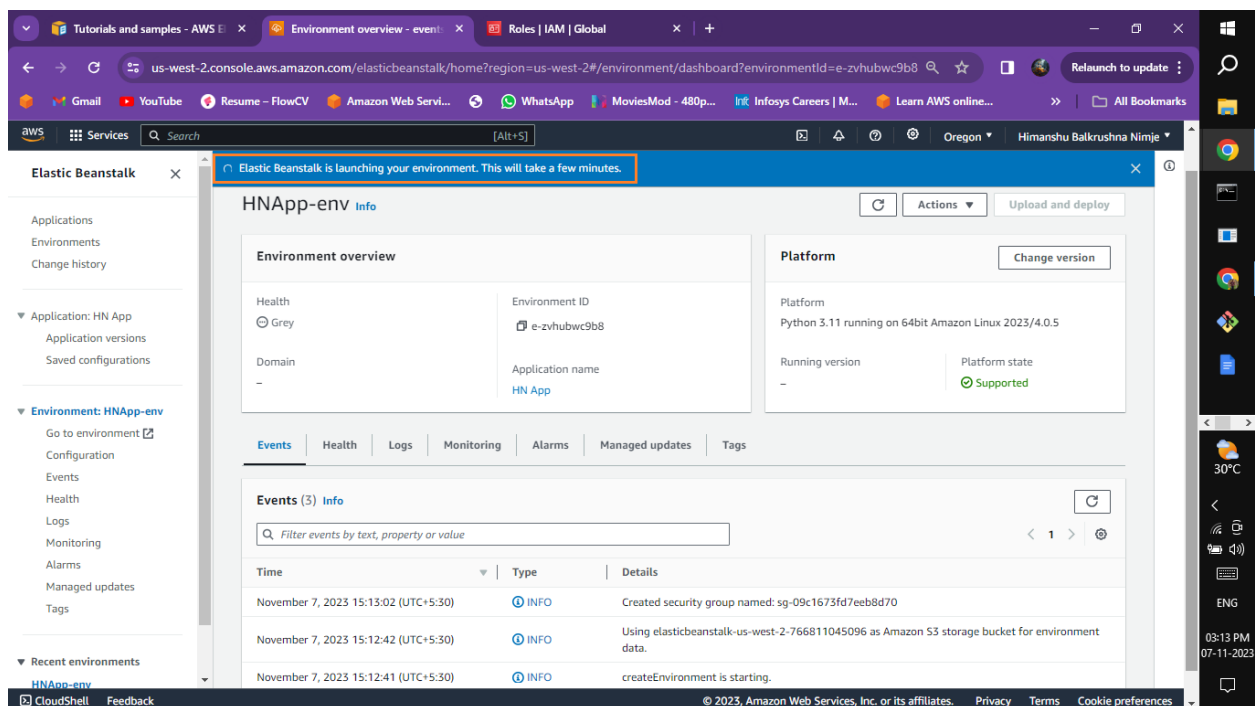 Tutorials and samples - AWS El
Environment overview - events
Roles | IAM | Global
us-west-2.console.aws.amazon.com/elasticbeanstalk/home?region=us-west-2#/environment/dashboard?environmentId=e-zvhubwc9b8
Relaunch to update
Gmail
YouTube
Resume – FlowCV
Amazon Web Servi...
WhatsApp
MoviesMod - 480p...
Infosys Careers | M...
Learn AWS online...
»
All Bookmarks
aws
Services
Search
[Alt+S]
Oregon
Himanshu Balkrushna Nimje
Elastic Beanstalk
Applications
Environments
Change history
Application: HN App
Application versions
Saved configurations
Environment: HNApp-env
Go to environment
Configuration
Events
Health
Logs
Monitoring
Alarms
Managed updates
Tags
Recent environments
HNApp-env
Elastic Beanstalk is launching your environment. This will take a few minutes.
HNApp-env Info
Actions
Upload and deploy
Environment overview
Health
Grey
Environment ID
e-zvhubwc9b8
Domain
–
Application name
HN App
Platform
Change version
Platform
Python 3.11 running on 64bit Amazon Linux 2023/4.0.5
Running version
–
Platform state
Supported
Events
Health
Logs
Monitoring
Alarms
Managed updates
Tags
Events (3) Info
Filter events by text, property or value
1
Time
Type
Details
November 7, 2023 15:13:02 (UTC+5:30)
INFO
Created security group named: sg-09c1673fd7eeb8d70
November 7, 2023 15:12:42 (UTC+5:30)
INFO
Using elasticbeanstalk-us-west-2-766811045096 as Amazon S3 storage bucket for environment
data.
November 7, 2023 15:12:41 (UTC+5:30)
INFO
createEnvironment is starting.
CloudShell
Feedback
© 2023, Amazon Web Services, Inc. or its affiliates.
Privacy
Terms
Cookie preferences
30°C
ENG
03:13 PM
07-11-2023